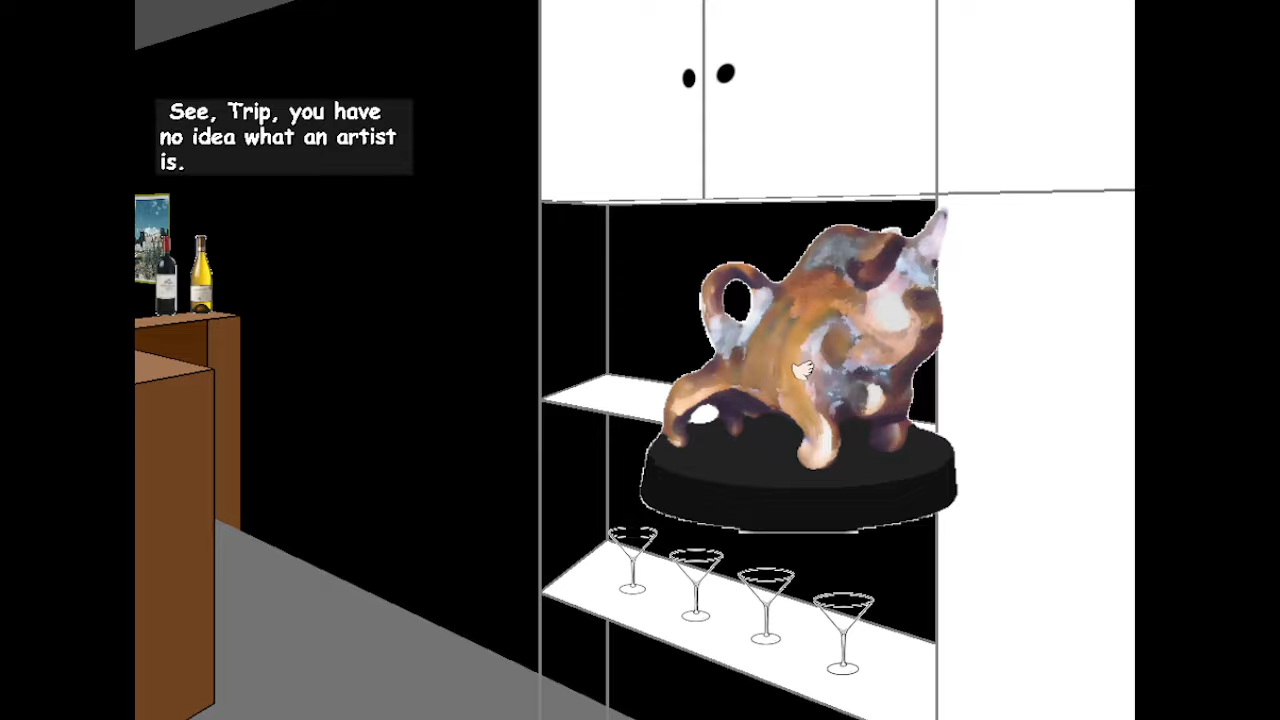 See, Trip, you have
no idea what an artist
is.